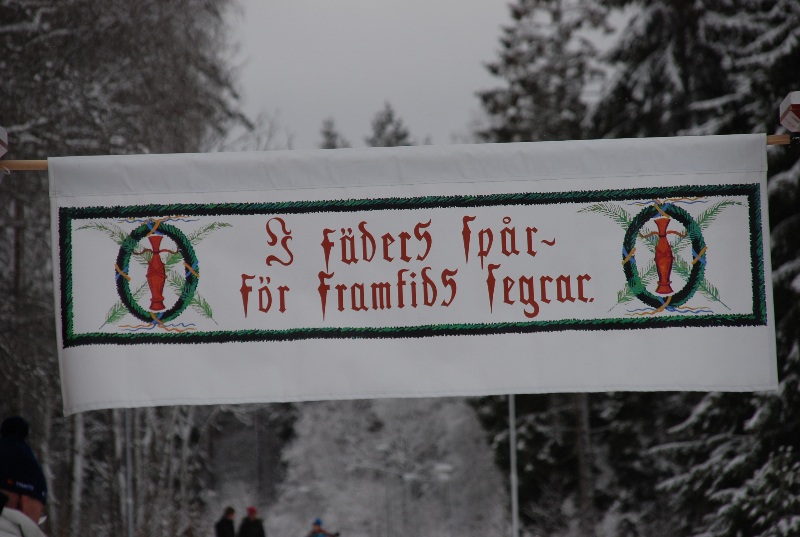 I fäders spår-
För framtids segrar.